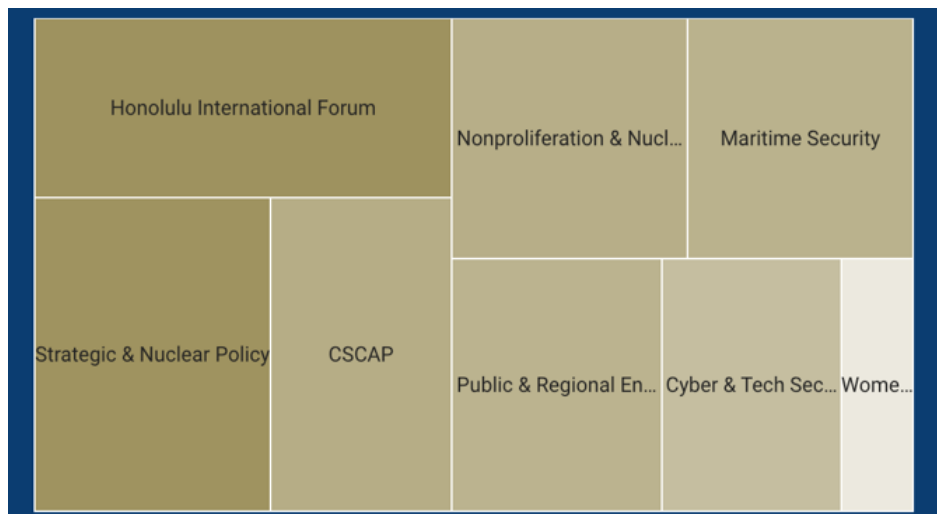 Honolulu International Forum
Nonproliferation & Nucl...
Maritime Security
Strategic & Nuclear Policy
CSCAP
Public & Regional En...
Cyber & Tech Sec...
Wome...